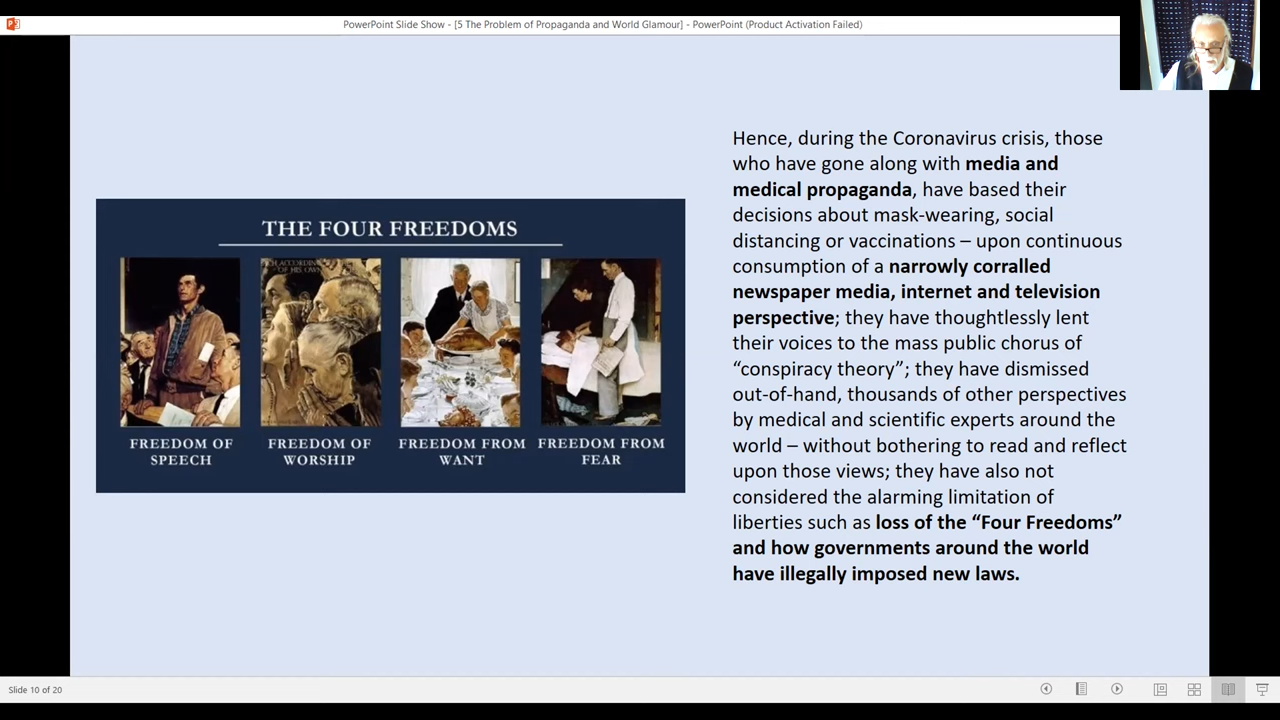 PowerPoint Slide Show - [5 The Problem of Propaganda and World Glamour] - PowerPoint (Product Activation Failed)
THE FOUR FREEDOMS
FREEDOM OF
SPEECH
FREEDOM OF
WORSHIP
FREEDOM FROM
WANT
FREEDOM FROM
FEAR
Hence, during the Coronavirus crisis, those
who have gone along with media and
medical propaganda, have based their
decisions about mask-wearing, social
distancing or vaccinations – upon continuous
consumption of a narrowly corralled
newspaper media, internet and television
perspective; they have thoughtlessly lent
their voices to the mass public chorus of
“conspiracy theory”; they have dismissed
out-of-hand, thousands of other perspectives
by medical and scientific experts around the
world – without bothering to read and reflect
upon those views; they have also not
considered the alarming limitation of
liberties such as loss of the “Four Freedoms”
and how governments around the world
have illegally imposed new laws.
Slide 10 of 20